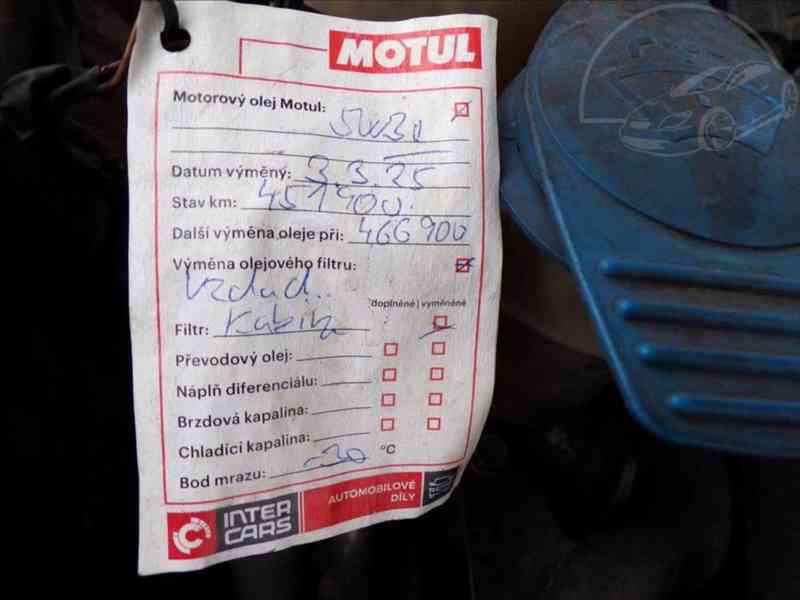 MOTUL
Motorový olej Motul:
5W30
Datum výměny: 3.3.25
Stav km: 451900
Další výměna oleje při: 466900
Výměna olejového filtru:
Vzduch..
doplněné | vyměněné
Filtr: Kabina
Převodový olej:
Náplň diferenciálu:
Brzdová kapalina:
Chladící kapalina:
Bod mrazu: -30 °C
INTER CARS
AUTOMOBILOVÉ
DÍLY